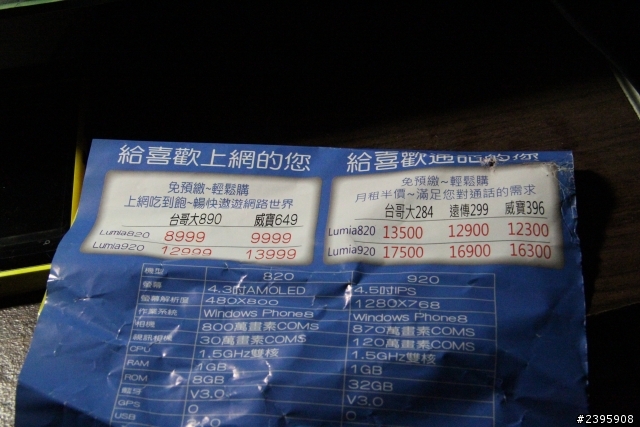 給喜歡上網的您
免預繳~輕鬆購
上網吃到飽~暢快遨遊網路世界
台哥大890 威寶649
Lumia820 8999 9999
Lumia920 12999 13999
給喜歡通話的您
免預繳~輕鬆購
月租半價~滿足您對通話的需求
台哥大284 遠傳299 威寶396
Lumia820 13500 12900 12300
Lumia920 17500 16900 16300
機型 820 920
螢幕 4.3吋AMOLED 4.5吋IPS
螢幕解析度 480X800 1280X768
作業系統 Windows Phone8 Windows Phone8
相機 800萬畫素COMS 870萬畫素COMS
視訊相機 30萬畫素COMS 120萬畫素COMS
CPU 1.5GHz雙核 1.5GHz雙核
RAM 1GB 1GB
ROM 8GB 32GB
藍芽 V3.0 V3.0
GPS 0 0
USB
#2395908